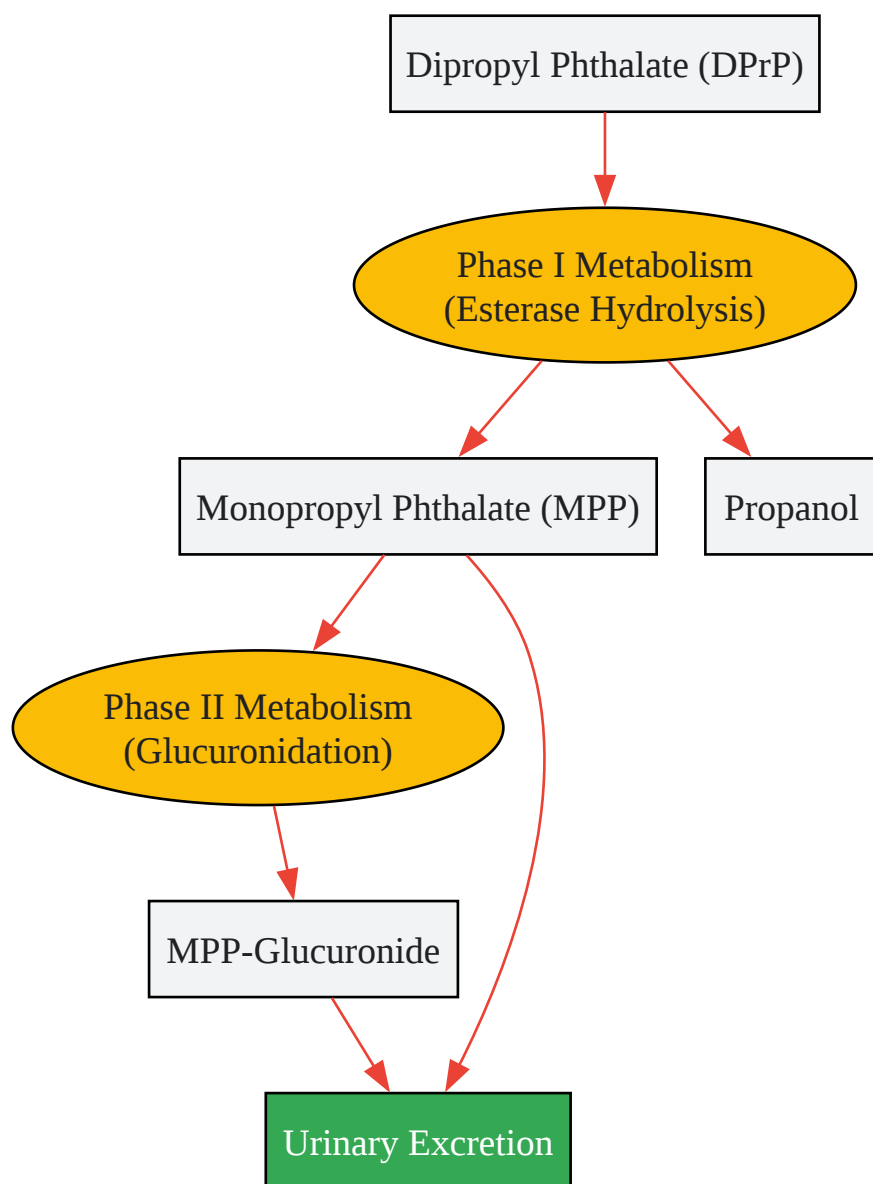 Dipropyl Phthalate (DPrP)
Phase I Metabolism
(Esterase Hydrolysis)
Monopropyl Phthalate (MPP)
Propanol
Phase II Metabolism
(Glucuronidation)
MPP-Glucuronide
Urinary Excretion